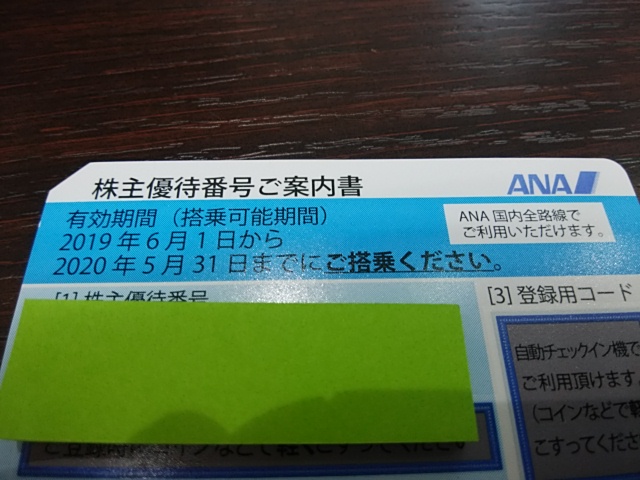 株主優待番号ご案内書
ANA
有効期間（搭乗可能期間）
2019年6月1日から
2020年5月31日までにご搭乗ください。
ANA国内全路線で
ご利用いただけます。
[1] 株主優待番号
[3] 登録用コード
自動チェックイン機で
ご利用頂けます
(コインなどで軽
こすってくださ